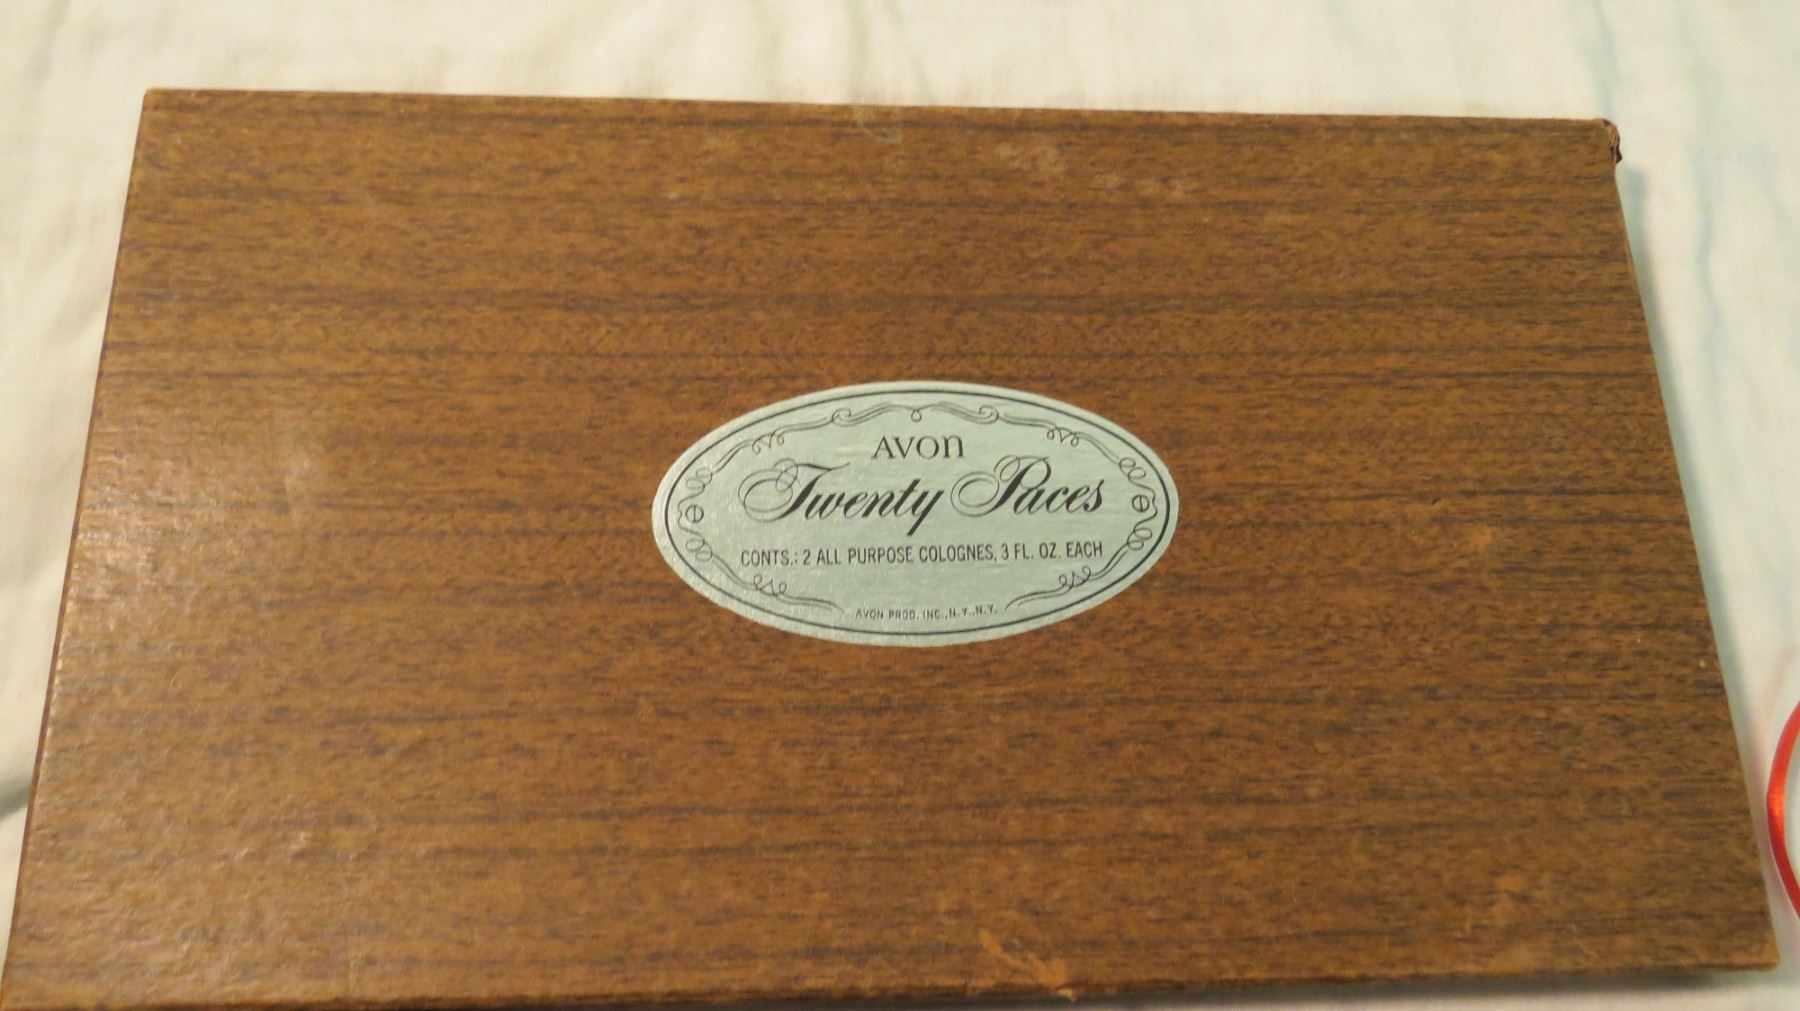 AVON
Twenty Paces
CONTS.: 2 ALL PURPOSE COLOGNES, 3 FL. OZ. EACH
AVON PROD. INC., N.Y., N.Y.